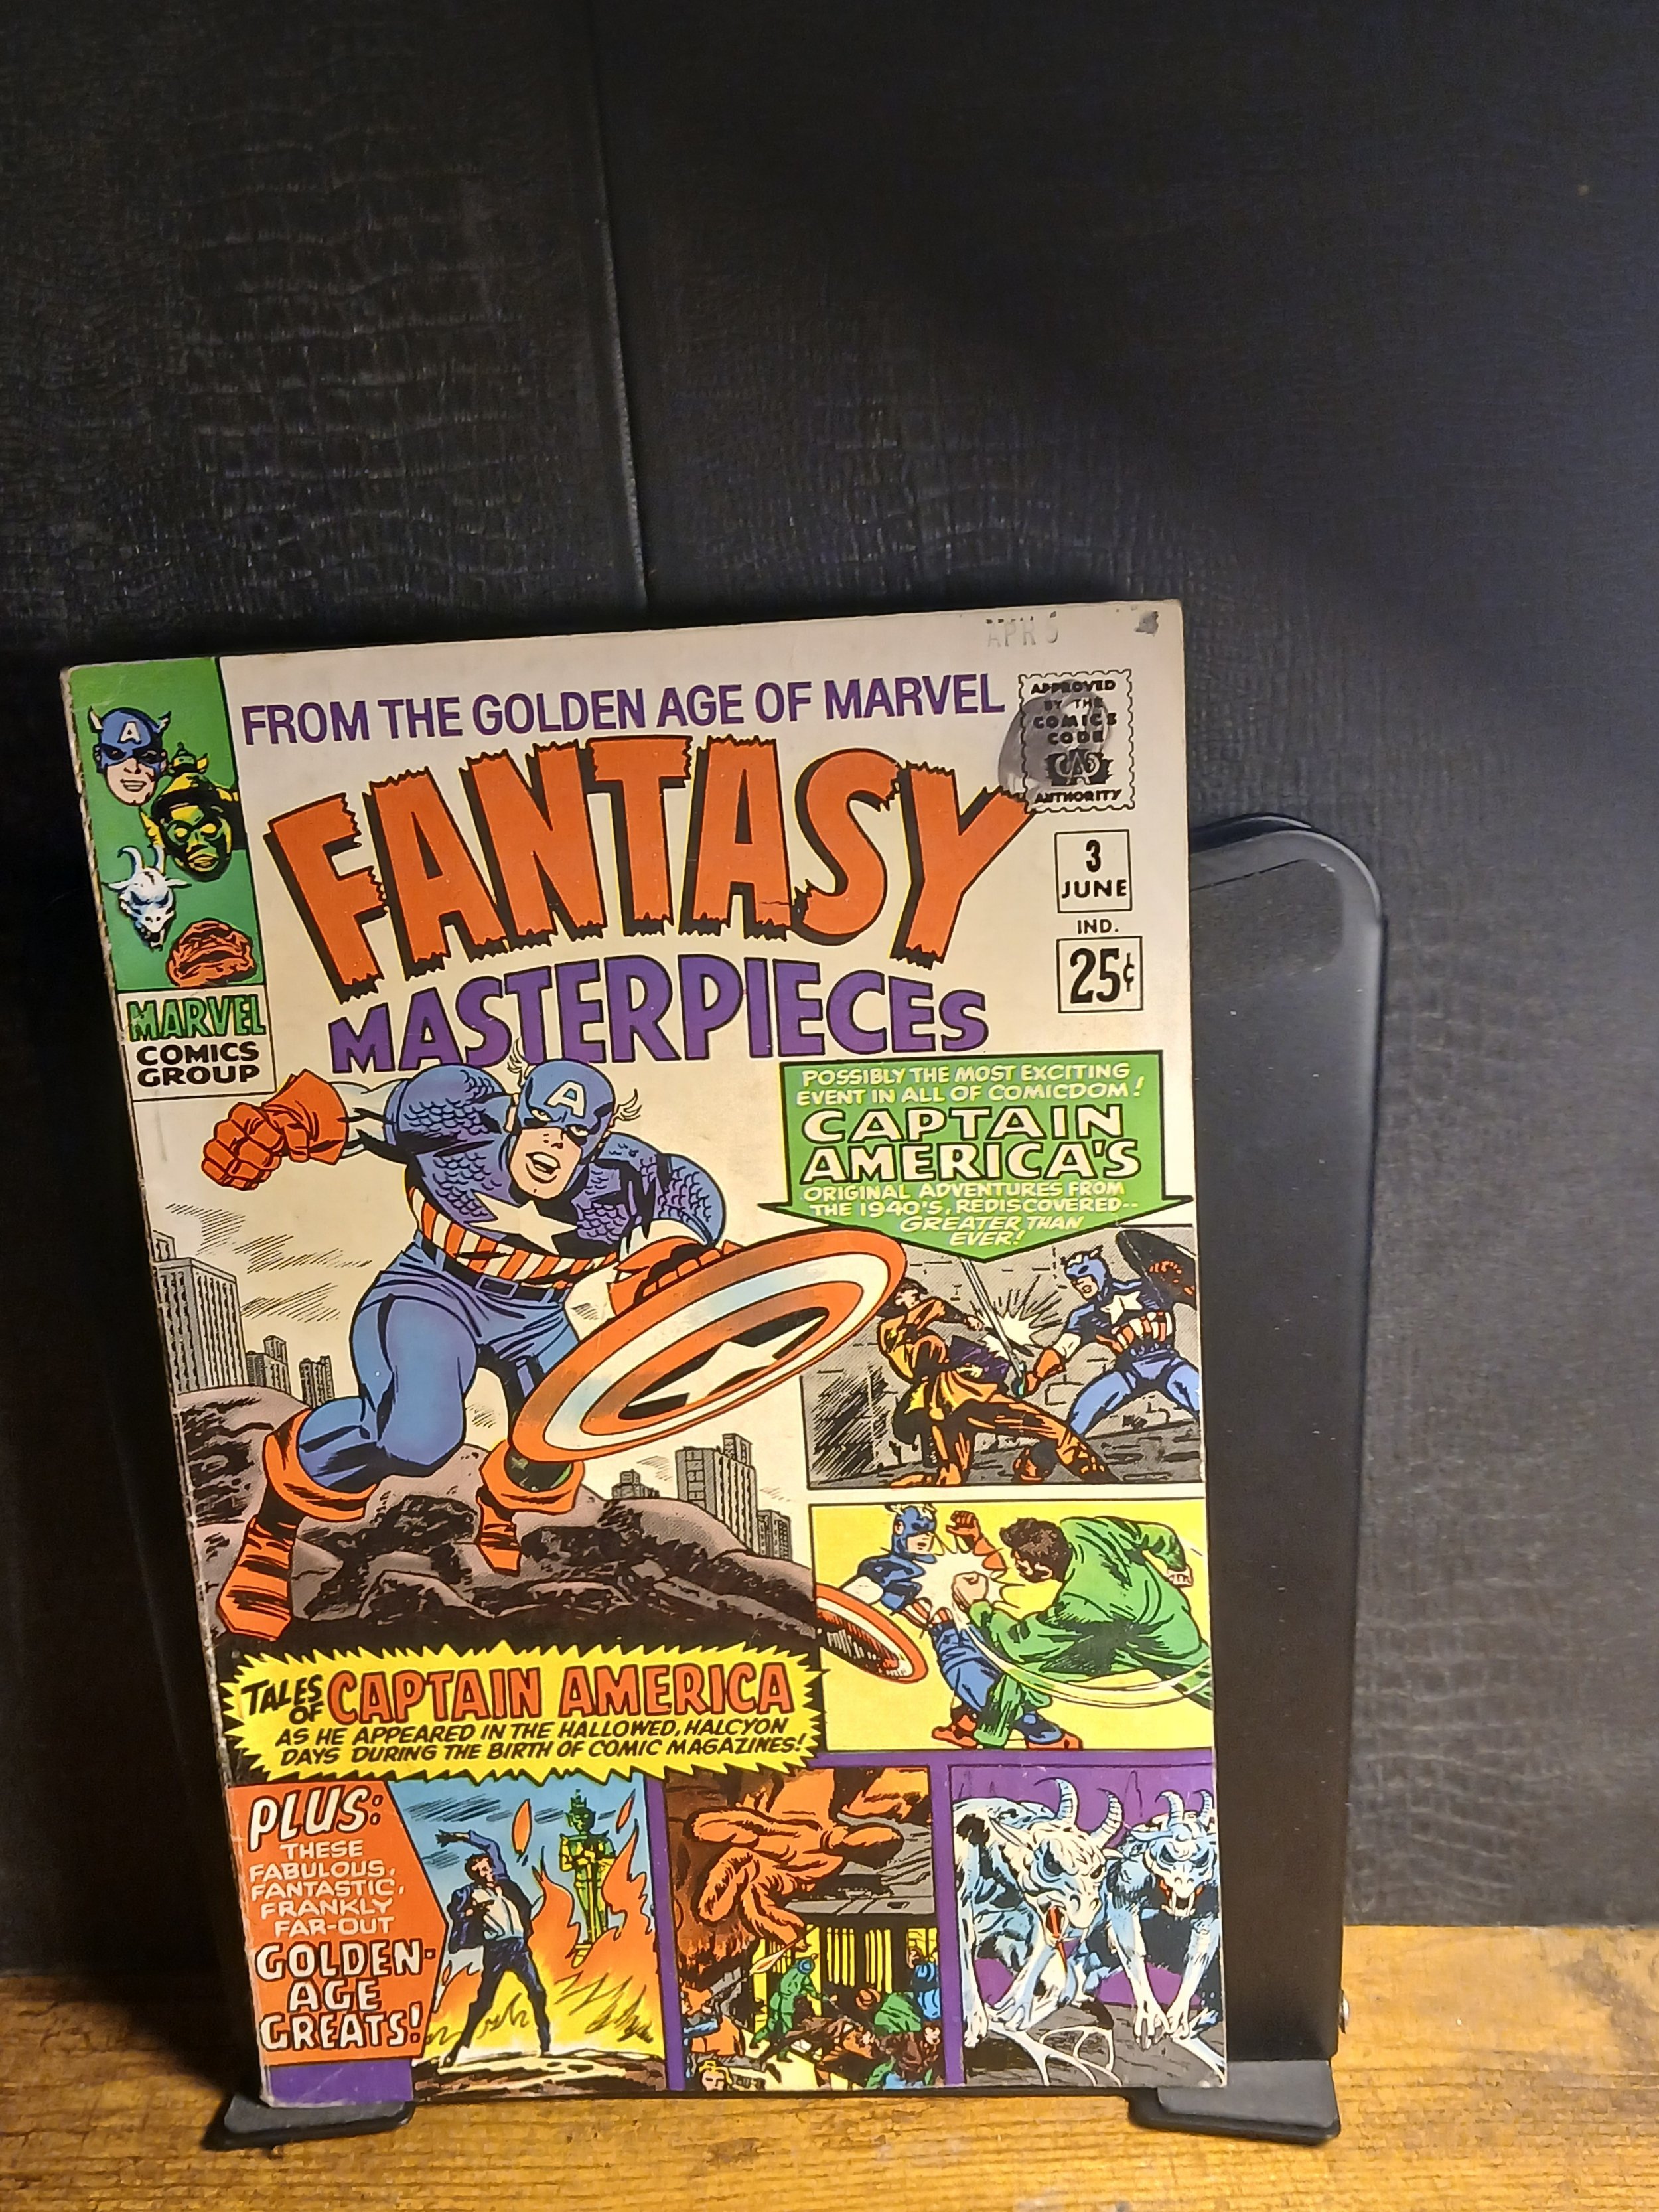 APR 5
FROM THE GOLDEN AGE OF MARVEL
APPROVED
BY THE
COMICS
CODE
CA
AUTHORITY
FANTASY
MASTERPIECES
3
JUNE
IND.
25¢
A
MARVEL
COMICS
GROUP
A
POSSIBLY THE MOST EXCITING
EVENT IN ALL OF COMICDOM!
CAPTAIN
AMERICA'S
ORIGINAL ADVENTURES FROM
THE 1940'S, REDISCOVERED--
GREATER THAN
EVER!
TALES
OF
CAPTAIN AMERICA
AS HE APPEARED IN THE HALLOWED, HALCYON
DAYS DURING THE BIRTH OF COMIC MAGAZINES!
PLUS:
THESE
FABULOUS,
FANTASTIC,
FRANKLY
FAR-OUT
GOLDEN-
AGE
GREATS!